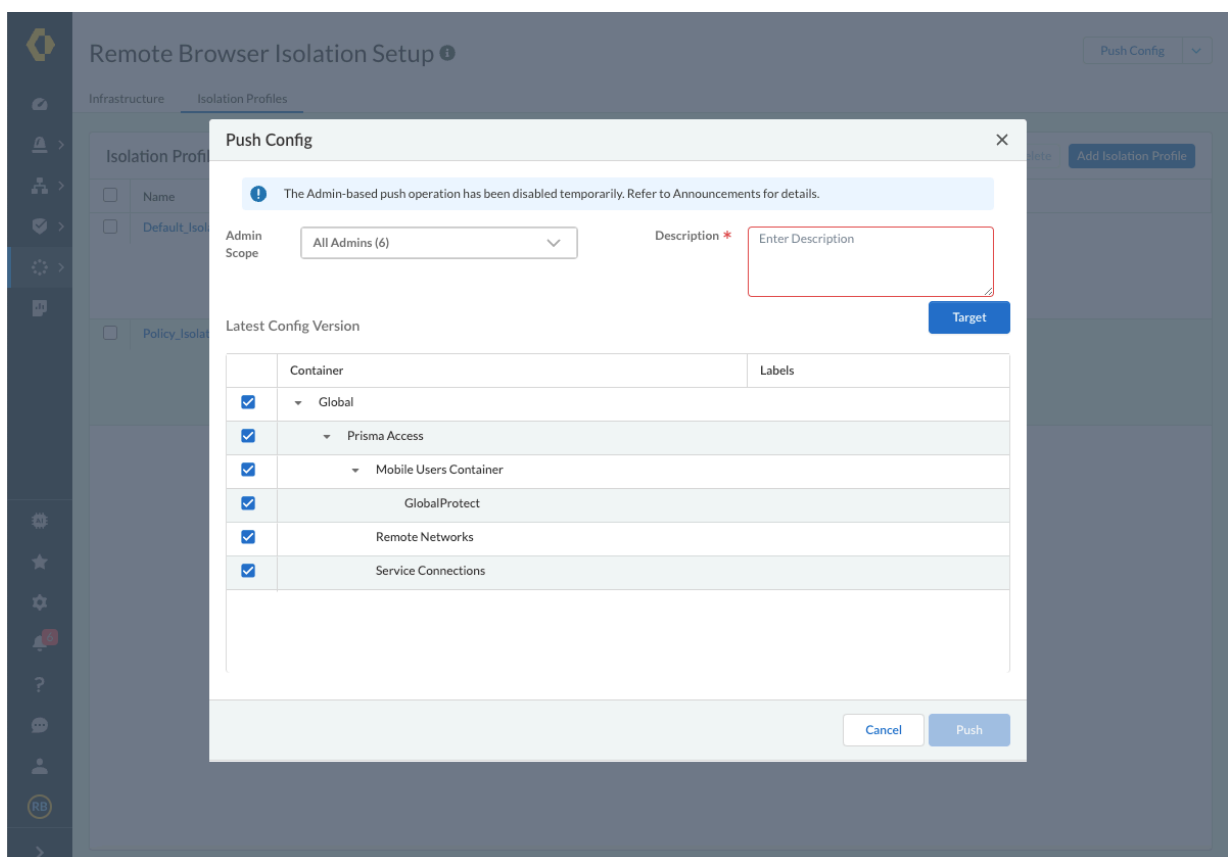 Remote Browser Isolation Setup
Push Config
Infrastructure
Isolation Profiles
Isolation Profil
lete
Add Isolation Profile
Name
Default_Isol
Policy_Isolat
Push Config
The Admin-based push operation has been disabled temporarily. Refer to Announcements for details.
Admin
Scope
All Admins (6)
Description *
Enter Description
Target
Latest Config Version
Container
Labels
Global
Prisma Access
Mobile Users Container
GlobalProtect
Remote Networks
Service Connections
Cancel
Push
AI
6
?
RB